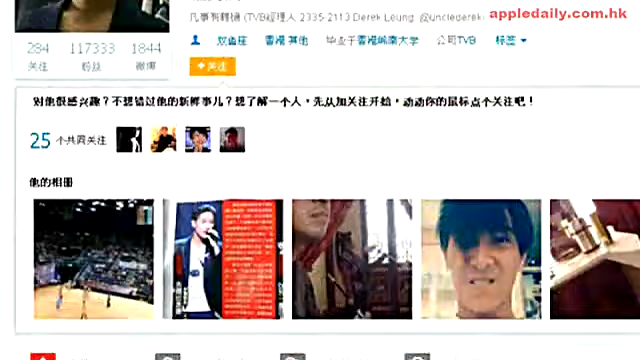 凡事有轉機 (TVB經理人 2335-2113 Derek Leung @unclederek
appledaily.com.hk
双鱼座 香港 其他 毕业于香港岭南大学 公司TVB 标签
284 117333 1844
关注 粉丝 微博
+关注
对他很感兴趣？不想错过他的新鲜事儿？想了解一个人，先从加关注开始，动动你的鼠标点个关注吧！
25 个共同关注
他的相册